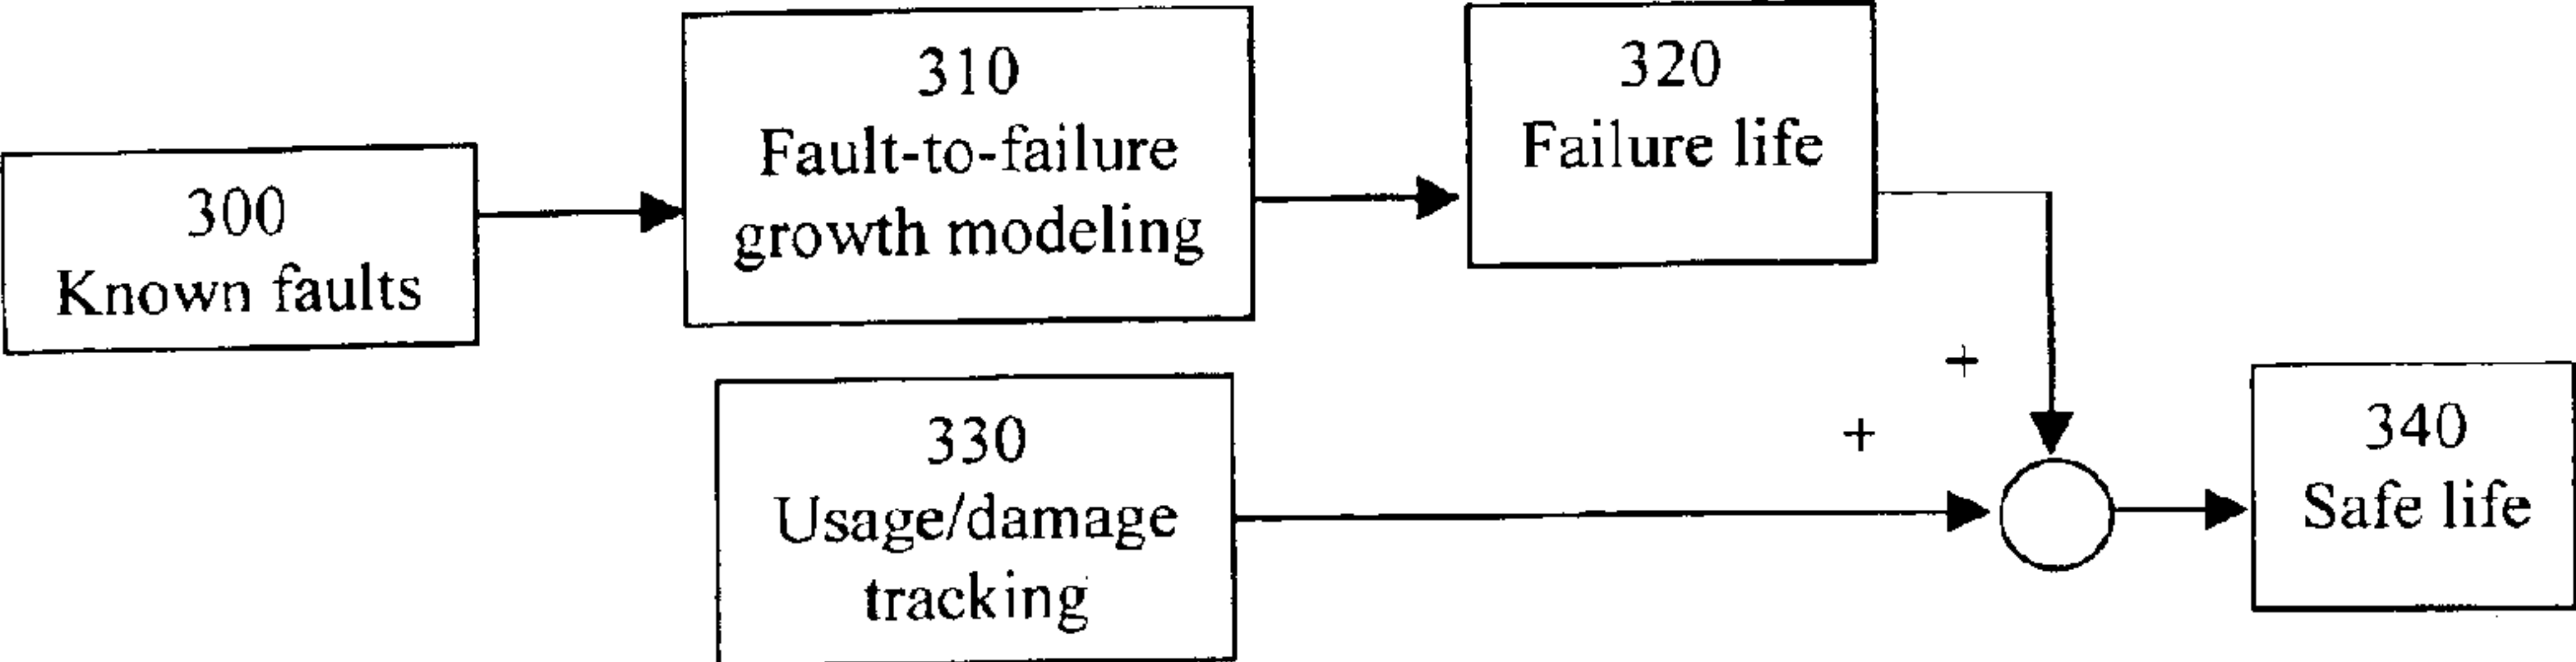 300
Known faults
310
Fault-to-failure
growth modeling
320
Failure life
330
Usage/damage
tracking
+
+
340
Safe life